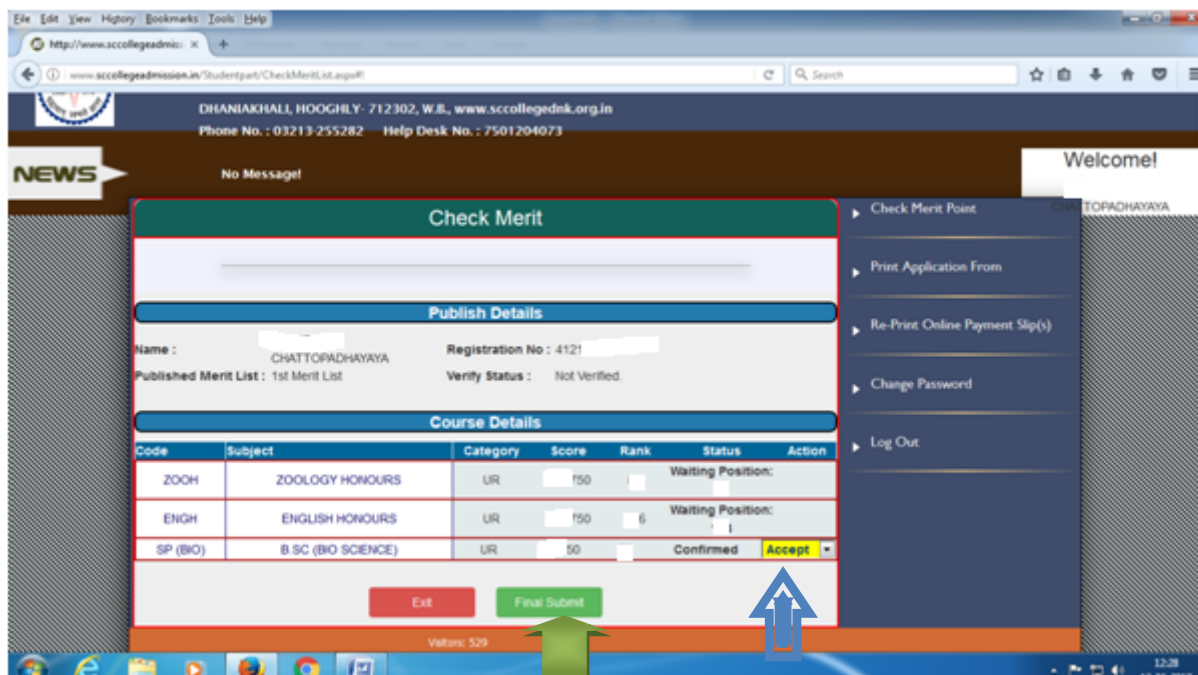 File Edit View History Bookmarks Tools Help
http://www.sccollegeadmis
www.sccollegeadmission.in/Studentpart/CheckMeritList.aspx#!
Search
DHANIAKHALI, HOOGHLY- 712302, W.B., www.sccollegednk.org.in
Phone No. : 03213-255282 Help Desk No. : 7501204073
NEWS
No Message!
Welcome!
CHATTOPADHAYAYA
Check Merit
Check Merit Point
Print Application From
Re-Print Online Payment Slip(s)
Change Password
Log Out
Publish Details
Name : CHATTOPADHAYAYA Registration No : 4121
Published Merit List : 1st Merit List Verify Status : Not Verified.
Course Details
Code Subject Category Score Rank Status Action
ZOOH ZOOLOGY HONOURS UR 750 Waiting Position:
ENGH ENGLISH HONOURS UR 750 6 Waiting Position:
SP (BIO) B.SC (BIO SCIENCE) UR 50 Confirmed Accept
Exit Final Submit
Visitors: 529
12:28